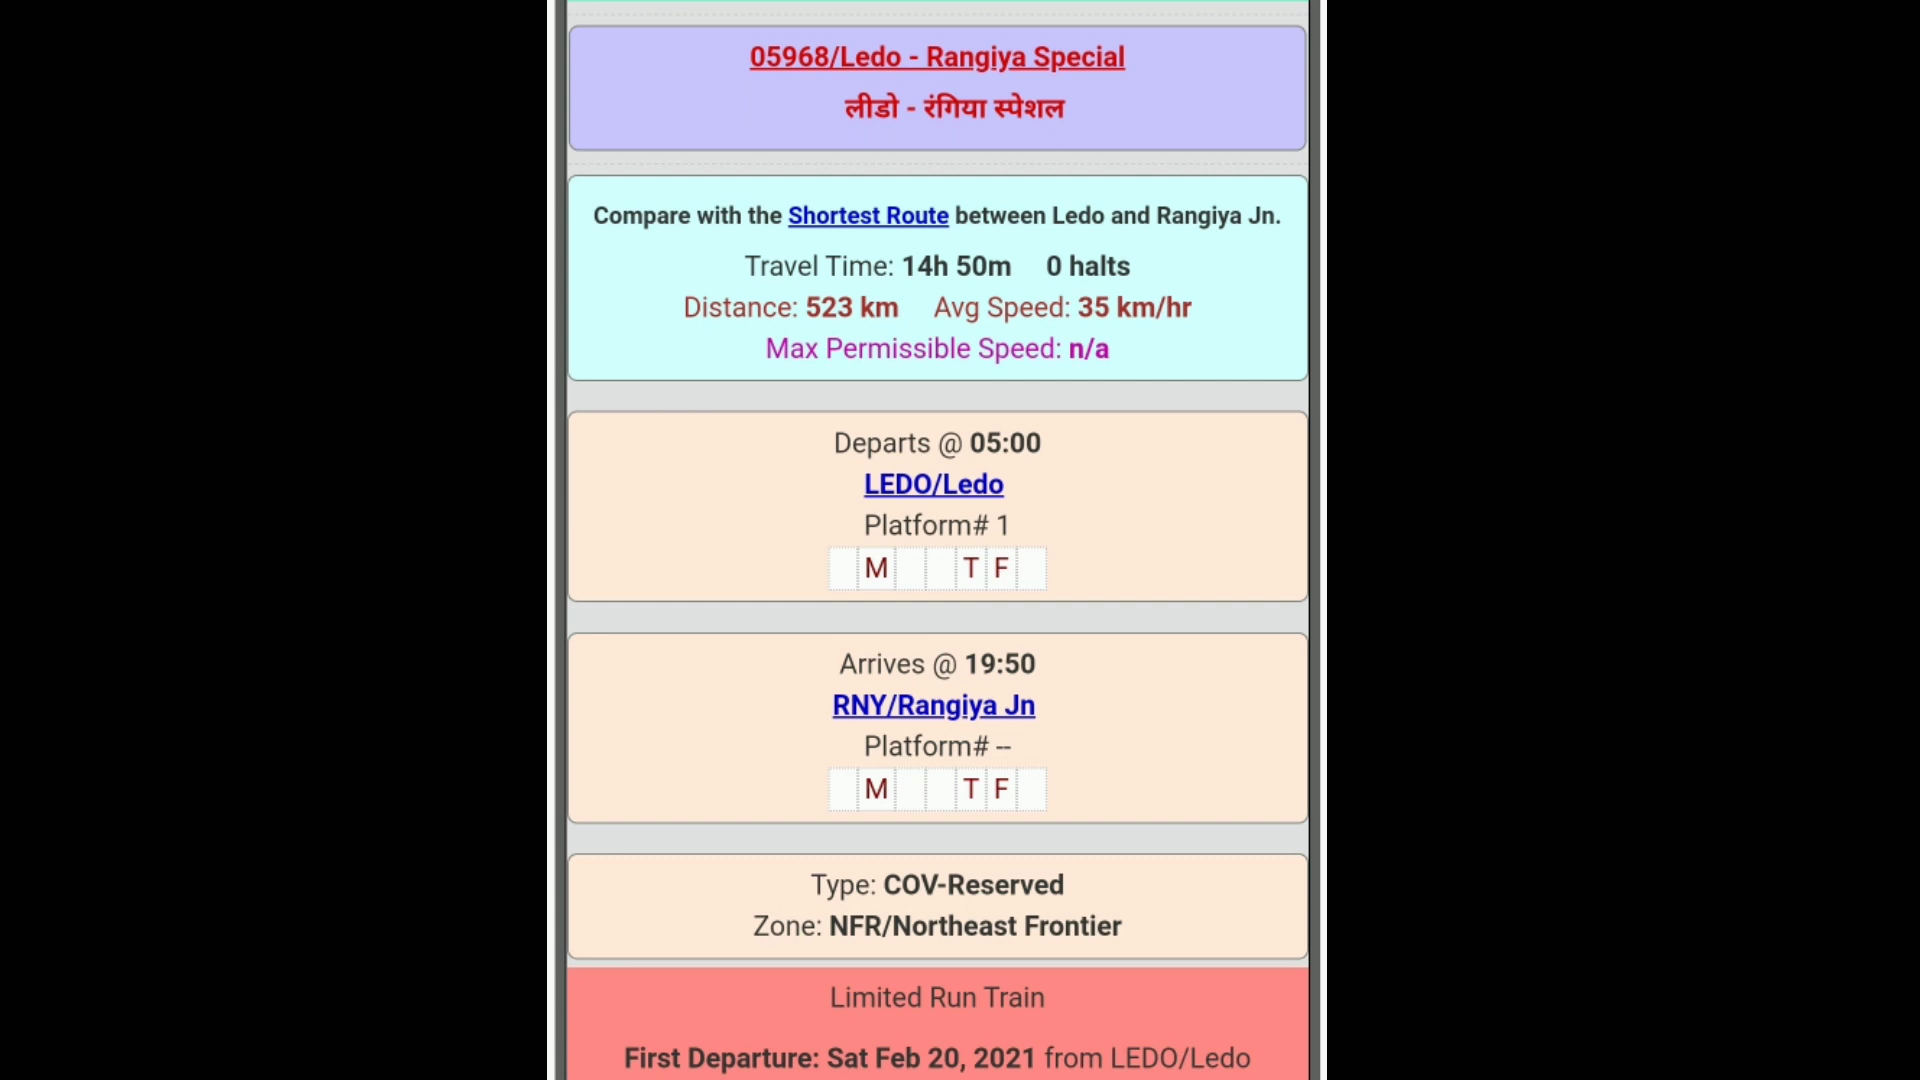 05968/Ledo - Rangiya Special
लीडो - रंगिया स्पेशल
Compare with the Shortest Route between Ledo and Rangiya Jn.
Travel Time: 14h 50m 0 halts
Distance: 523 km Avg Speed: 35 km/hr
Max Permissible Speed: n/a
Departs @ 05:00
LEDO/Ledo
Platform# 1
M T F
Arrives @ 19:50
RNY/Rangiya Jn
Platform# --
M T F
Type: COV-Reserved
Zone: NFR/Northeast Frontier
Limited Run Train
First Departure: Sat Feb 20, 2021 from LEDO/Ledo